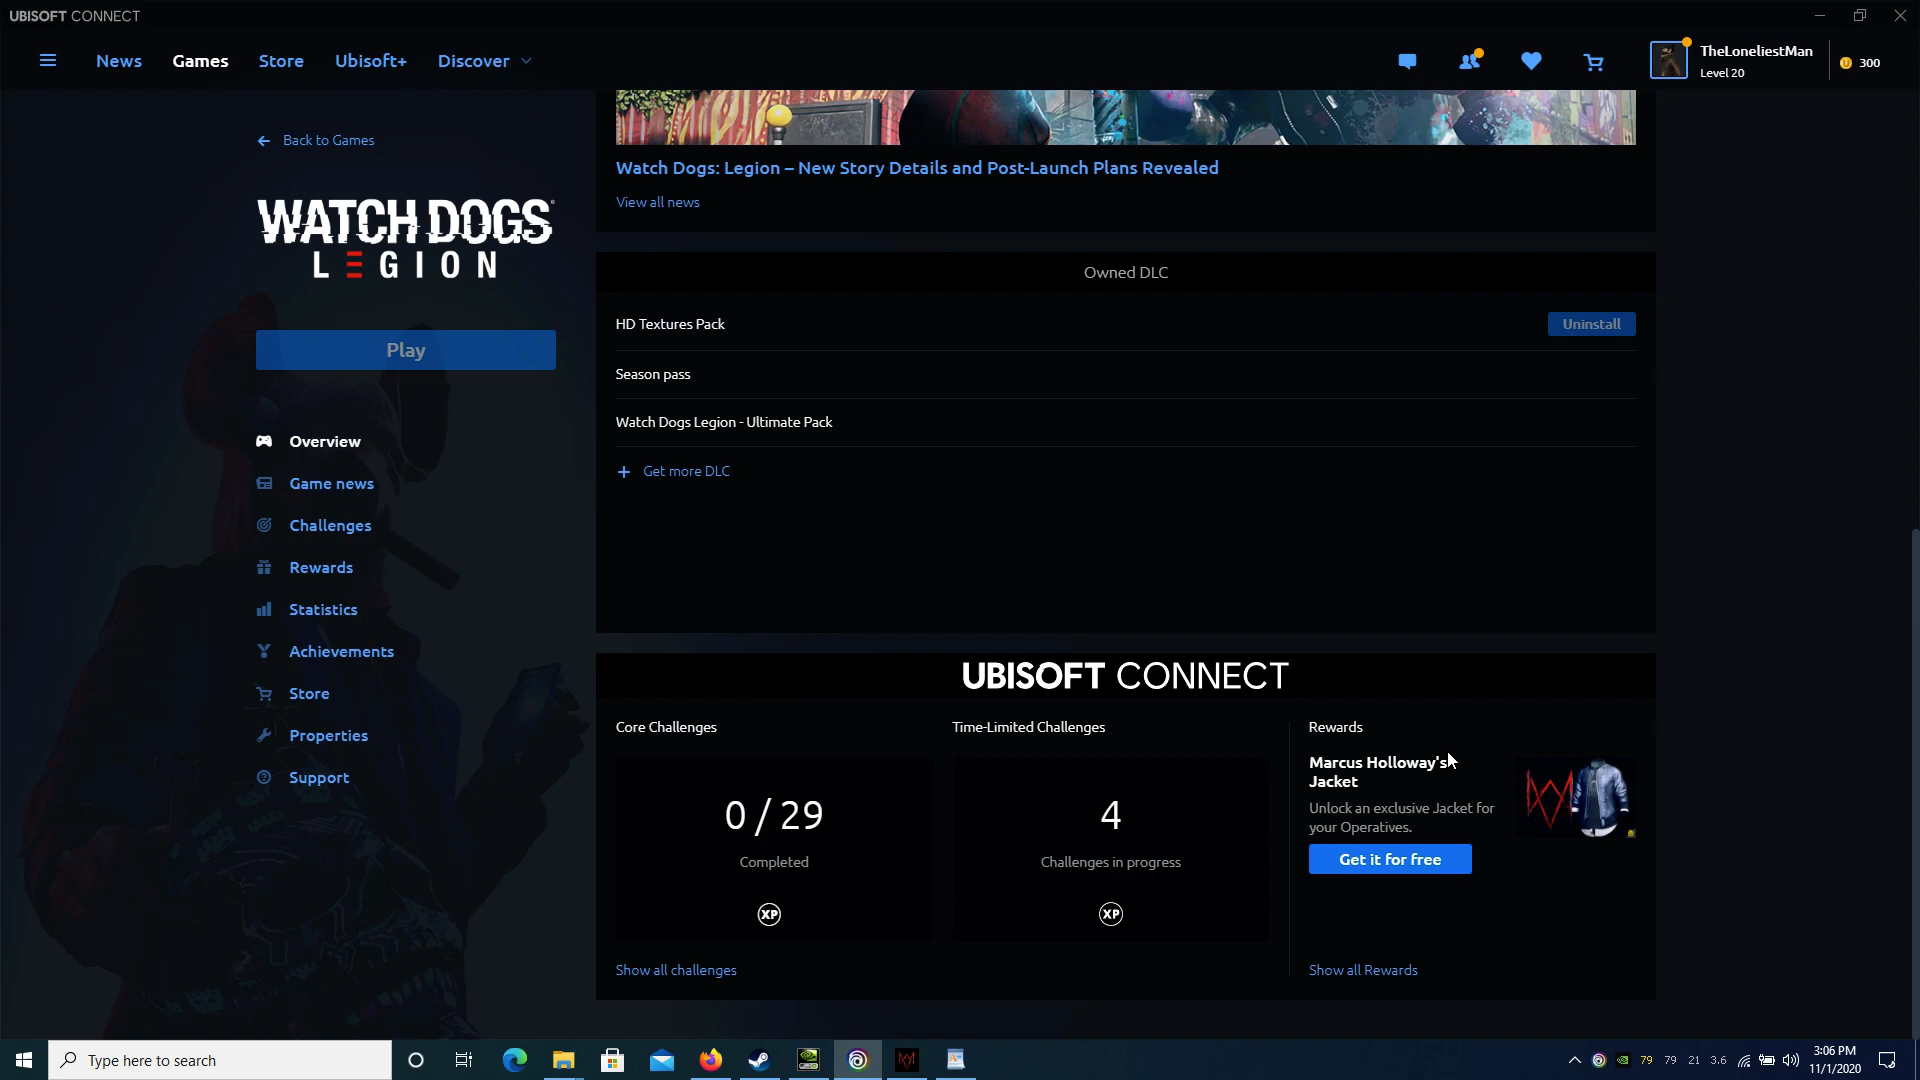 UBISOFT CONNECT
News
Games
Store
Ubisoft+
Discover
TheLoneliestMan
Level 20
300
Back to Games
WATCH DOGS
LEGION
Play
Overview
Game news
Challenges
Rewards
Statistics
Achievements
Store
Properties
Support
Watch Dogs: Legion – New Story Details and Post-Launch Plans Revealed
View all news
Owned DLC
HD Textures Pack
Uninstall
Season pass
Watch Dogs Legion - Ultimate Pack
+ Get more DLC
UBISOFT CONNECT
Core Challenges
0 / 29
Completed
XP
Show all challenges
Time-Limited Challenges
4
Challenges in progress
XP
Rewards
Marcus Holloway's
Jacket
Unlock an exclusive Jacket for
your Operatives.
Get it for free
Show all Rewards
Type here to search
79
79
21
3.6
3:06 PM
11/1/2020